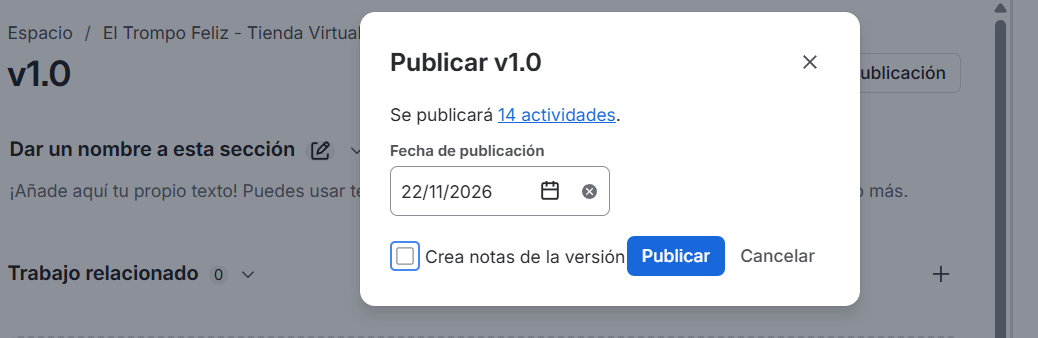 Espacio / El Trompo Feliz - Tienda Virtual
v1.0
Publicar v1.0
Se publicará 14 actividades.
Fecha de publicación
22/11/2026
Crea notas de la versión
Publicar
Cancelar
Dar un nombre a esta sección
¡Añade aquí tu propio texto! Puedes usar
más.
Trabajo relacionado 0